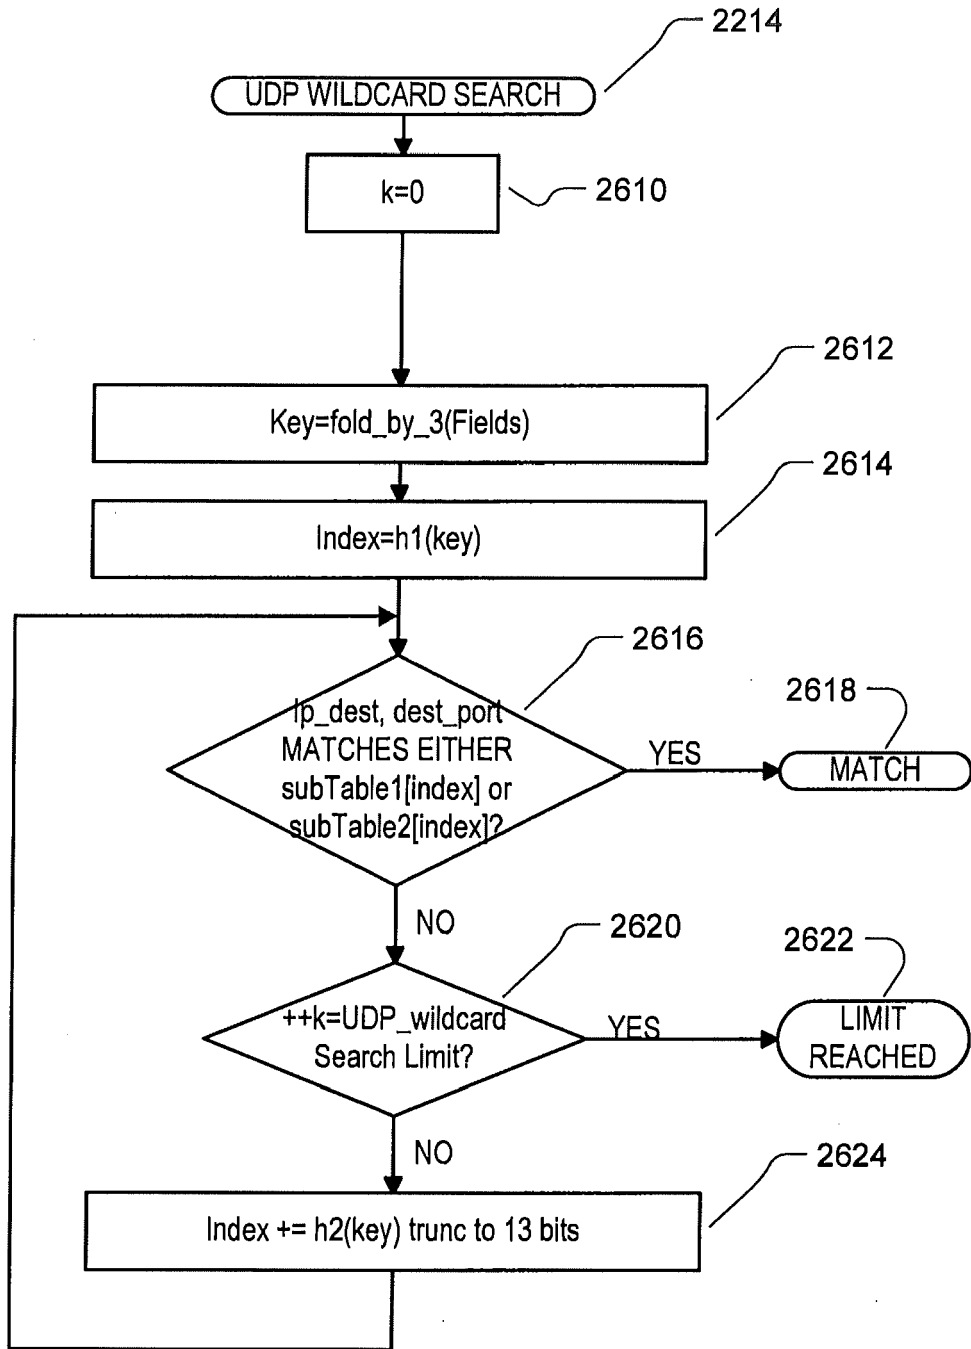 2214
UDP WILDCARD SEARCH
k=0
2610
2612
Key=fold_by_3(Fields)
2614
Index=h1(key)
2616
Ip_dest, dest_port
MATCHES EITHER
subTable1[index] or
subTable2[index]?
YES
2618
MATCH
NO
2620
++k=UDP_wildcard
Search Limit?
YES
2622
LIMIT
REACHED
NO
2624
Index += h2(key) trunc to 13 bits